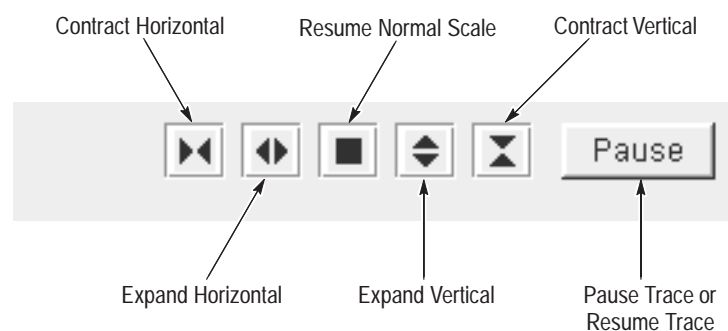 Contract Horizontal
Resume Normal Scale
Contract Vertical
Pause
Expand Horizontal
Expand Vertical
Pause Trace or
Resume Trace